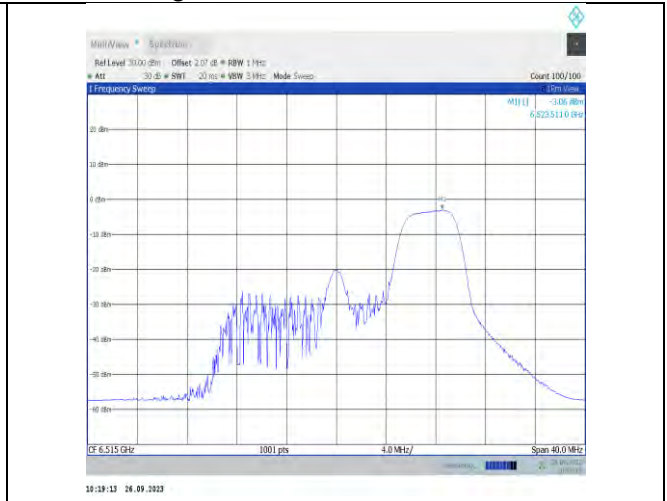 MultiView Spectrum
Ref Level 30.00 dBm Offset 2.07 dB RBW 1 MHz
Att 30 dB SWT 20 ms VBW 3 MHz Mode Sweep Count 100/100
1 Frequency Sweep 1Rm View
M1[1] -3.06 dBm
6.523,511 0 GHz
20 dBm
10 dBm
M1
0 dBm
-10 dBm
-20 dBm
-30 dBm
-40 dBm
-50 dBm
-60 dBm
CF 6.515 GHz 1001 pts 4.0 MHz/ Span 40.0 MHz
10:19:13 26.09.2023